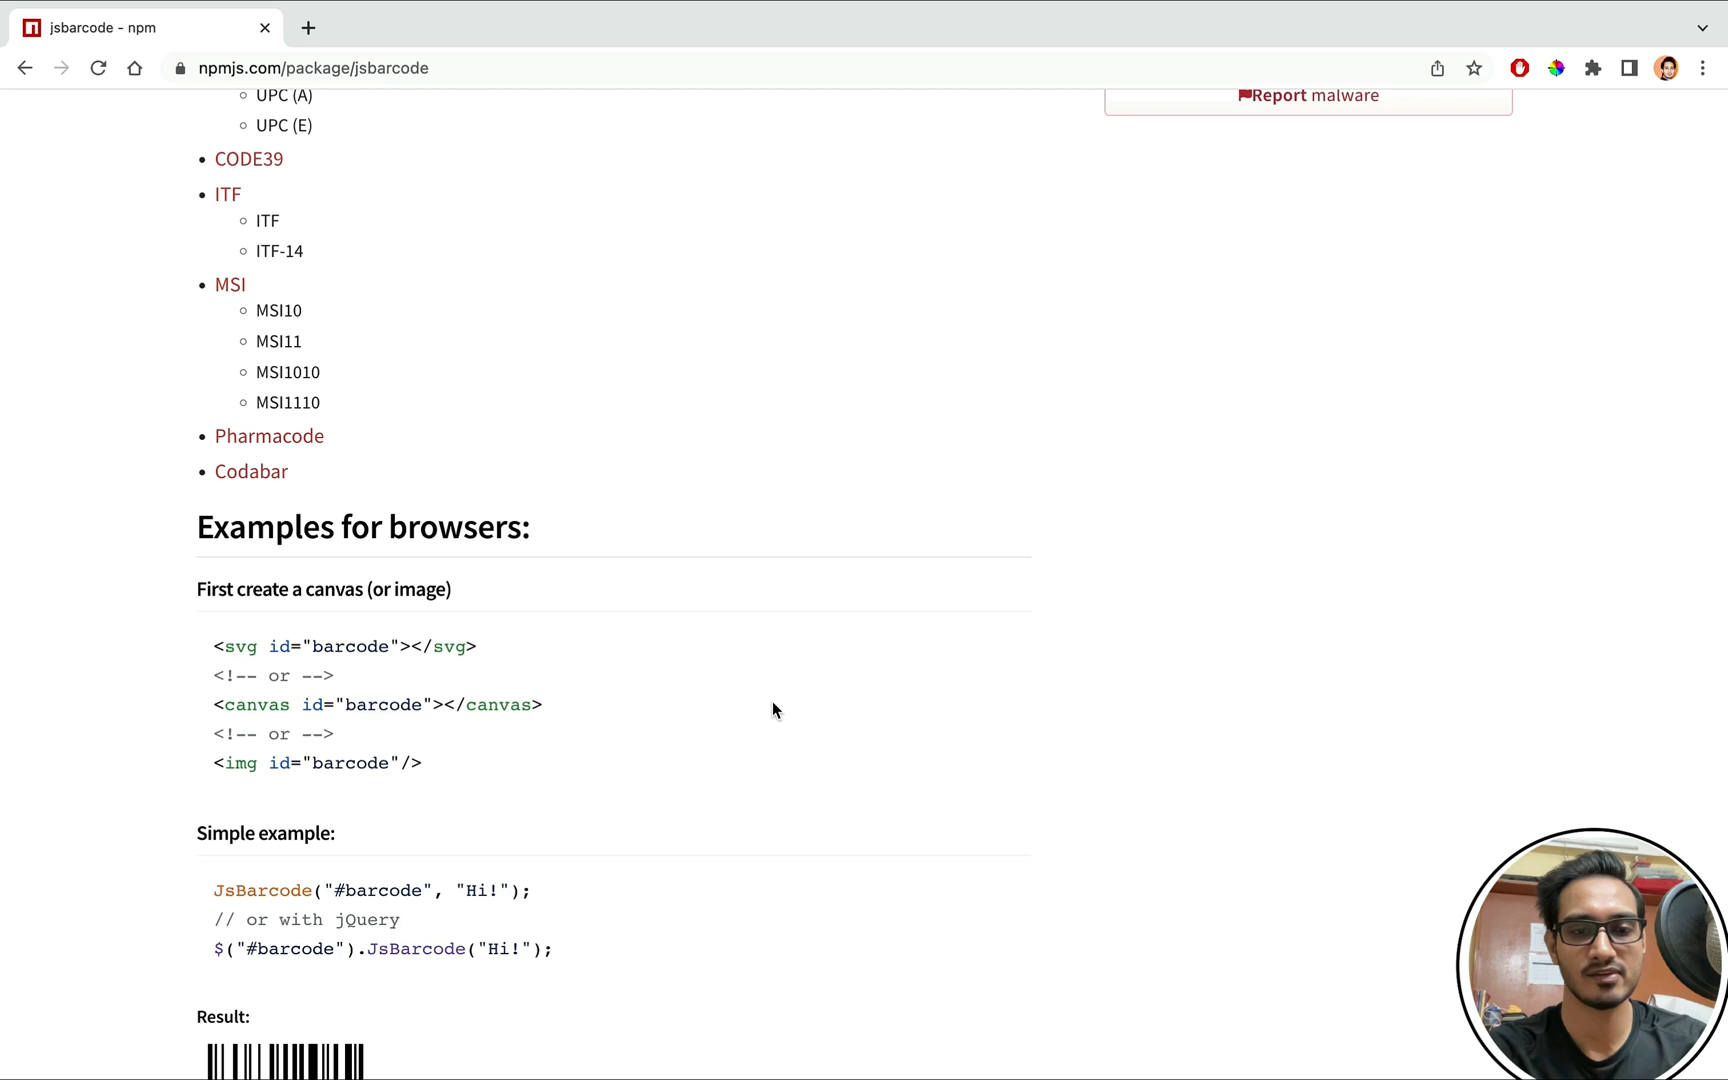 jsbarcode - npm
npmjs.com/package/jsbarcode
UPC (A)
UPC (E)
CODE39
ITF
ITF
ITF-14
MSI
MSI10
MSI11
MSI1010
MSI1110
Pharmacode
Codabar
Report malware
Examples for browsers:
First create a canvas (or image)
<svg id="barcode"></svg>
<!-- or -->
<canvas id="barcode"></canvas>
<!-- or -->
<img id="barcode"/>
Simple example:
JsBarcode("#barcode", "Hi!");
// or with jQuery
$("#barcode").JsBarcode("Hi!");
Result: